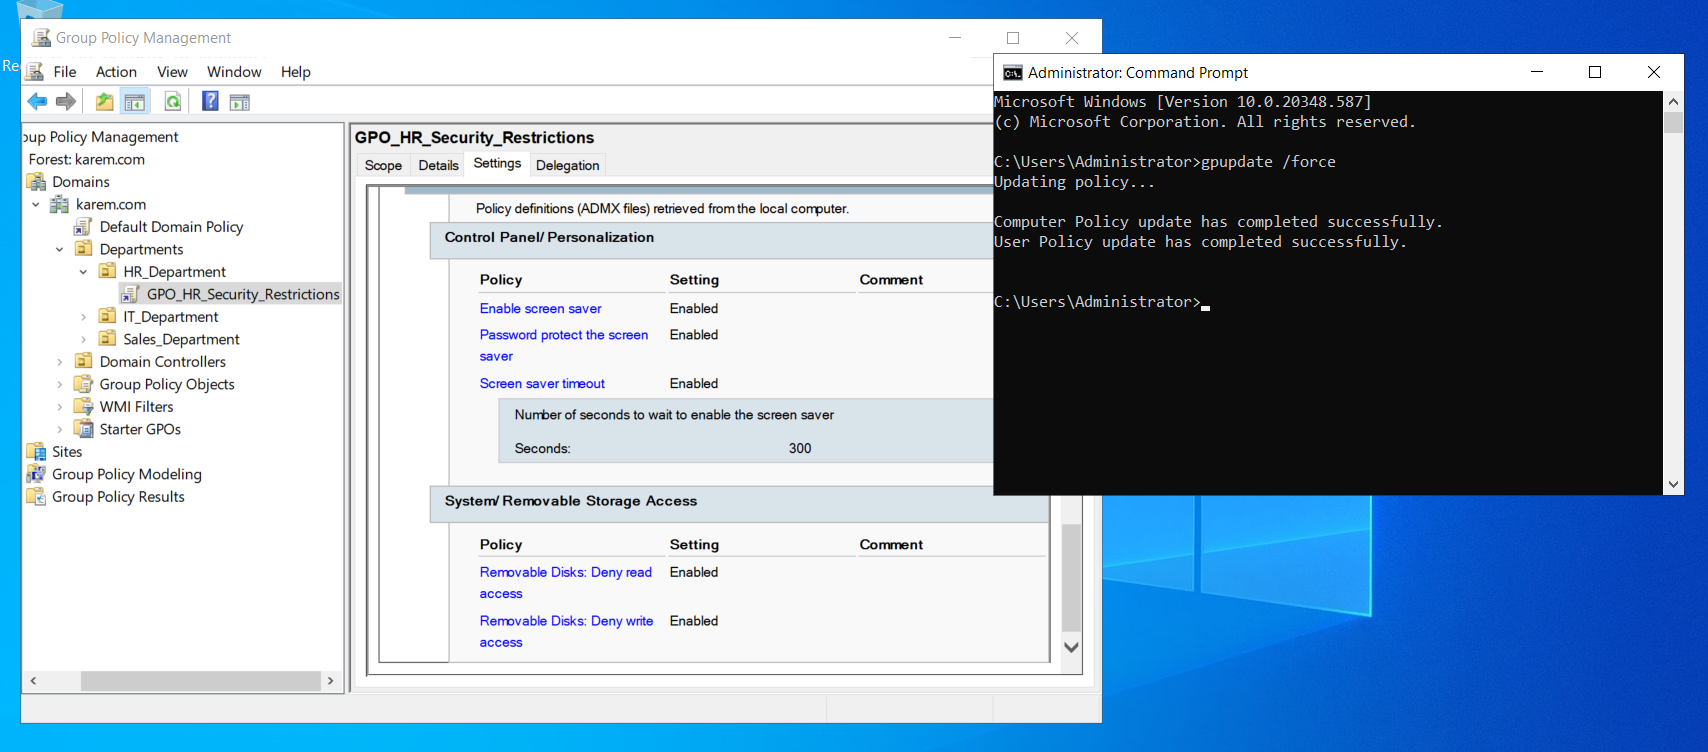 Re
Group Policy Management
File Action View Window Help
oup Policy Management
Forest: karem.com
Domains
karem.com
Default Domain Policy
Departments
HR_Department
GPO_HR_Security_Restrictions
IT_Department
Sales_Department
Domain Controllers
Group Policy Objects
WMI Filters
Starter GPOs
Sites
Group Policy Modeling
Group Policy Results
GPO_HR_Security_Restrictions
Scope Details Settings Delegation
Policy definitions (ADMX files) retrieved from the local computer.
Control Panel/Personalization
Policy Setting Comment
Enable screen saver Enabled
Password protect the screen Enabled
saver
Screen saver timeout Enabled
Number of seconds to wait to enable the screen saver
Seconds: 300
System/Removable Storage Access
Policy Setting Comment
Removable Disks: Deny read Enabled
access
Removable Disks: Deny write Enabled
access
Administrator: Command Prompt
Microsoft Windows [Version 10.0.20348.587]
(c) Microsoft Corporation. All rights reserved.
C:\Users\Administrator>gpupdate /force
Updating policy...
Computer Policy update has completed successfully.
User Policy update has completed successfully.
C:\Users\Administrator>